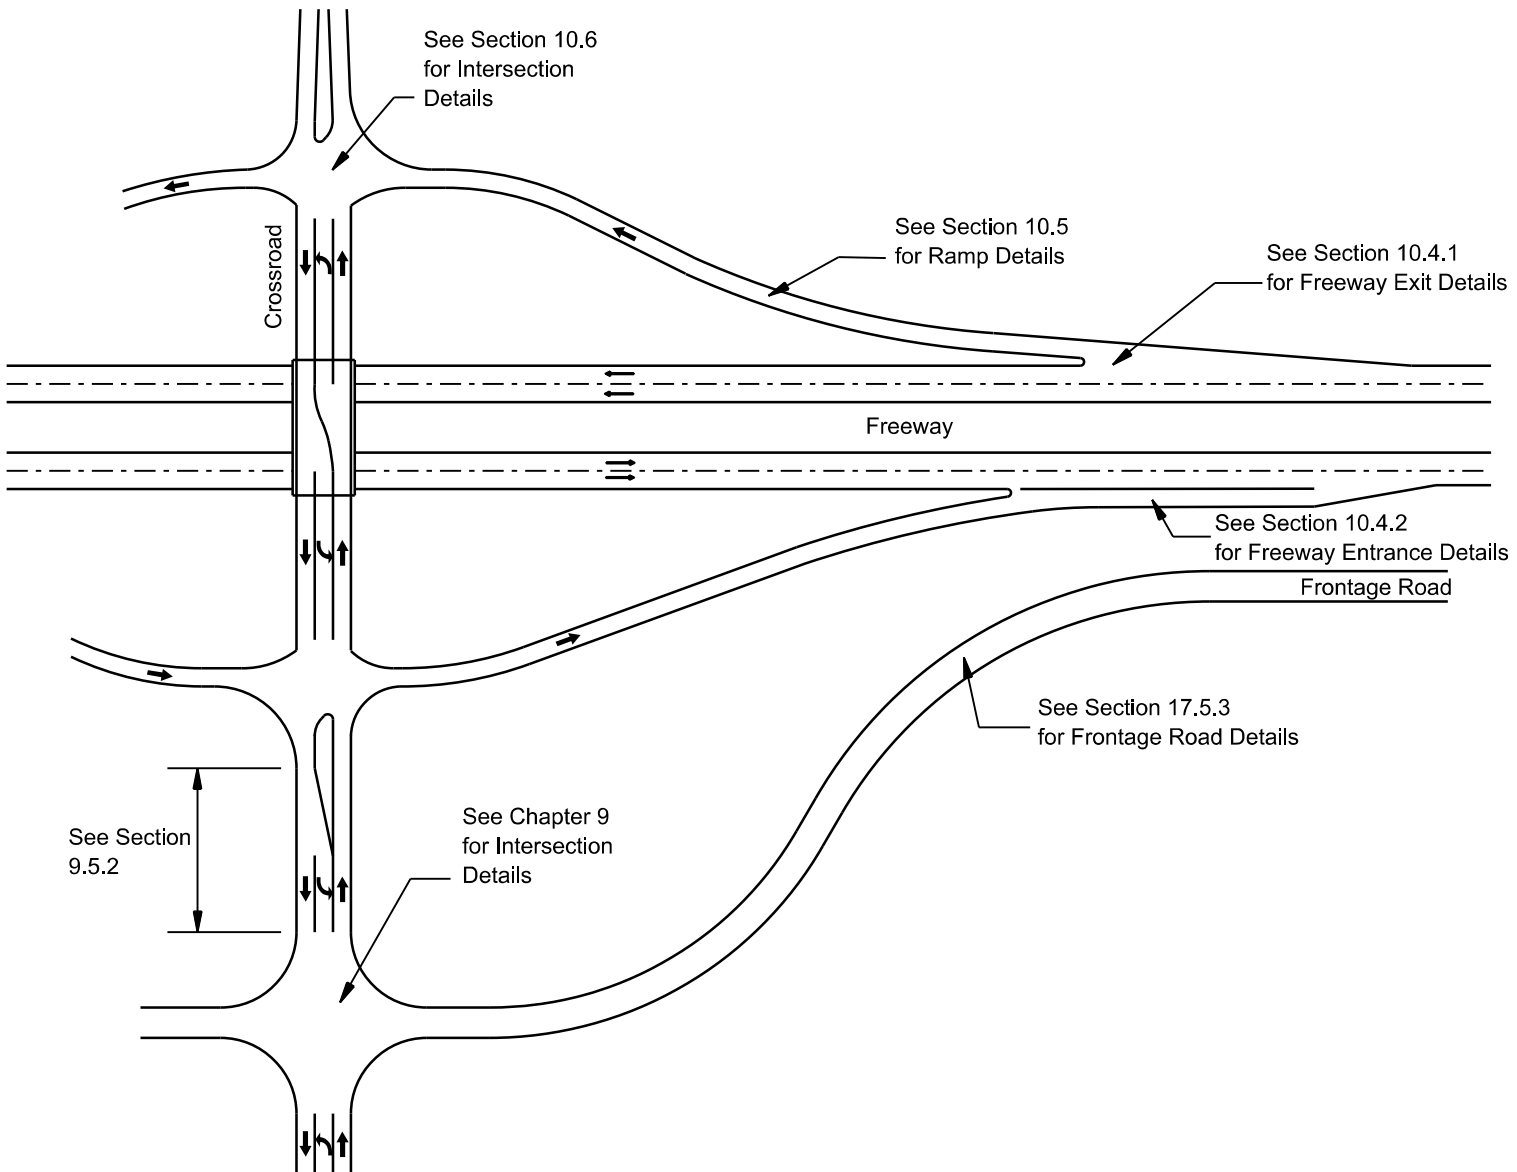 See Section 10.6
for Intersection
Details
Crossroad
See Section 10.5
for Ramp Details
See Section 10.4.1
for Freeway Exit Details
Freeway
See Section 10.4.2
for Freeway Entrance Details
Frontage Road
See Section 17.5.3
for Frontage Road Details
See Section
9.5.2
See Chapter 9
for Intersection
Details